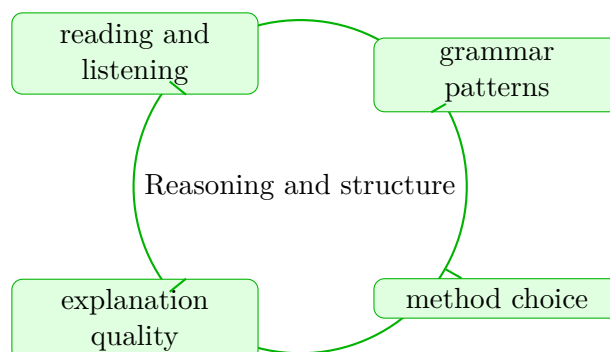 reading and
listening
grammar
patterns
Reasoning and structure
explanation
quality
method choice